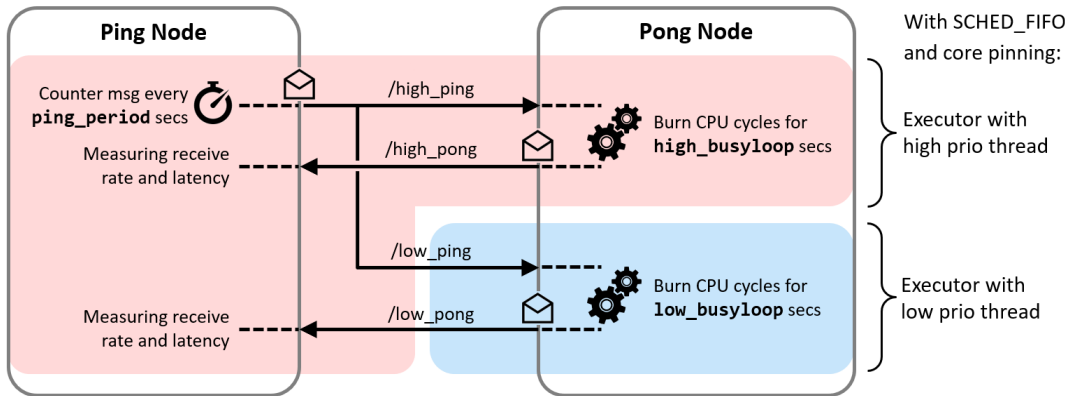 Ping Node
Pong Node
With SCHED_FIFO
and core pinning:
Counter msg every
ping_period secs
/high_ping
Burn CPU cycles for
high_busyloop secs
Executor with
high prio thread
Measuring receive
rate and latency
/high_pong
/low_ping
Burn CPU cycles for
low_busyloop secs
Executor with
low prio thread
Measuring receive
rate and latency
/low_pong